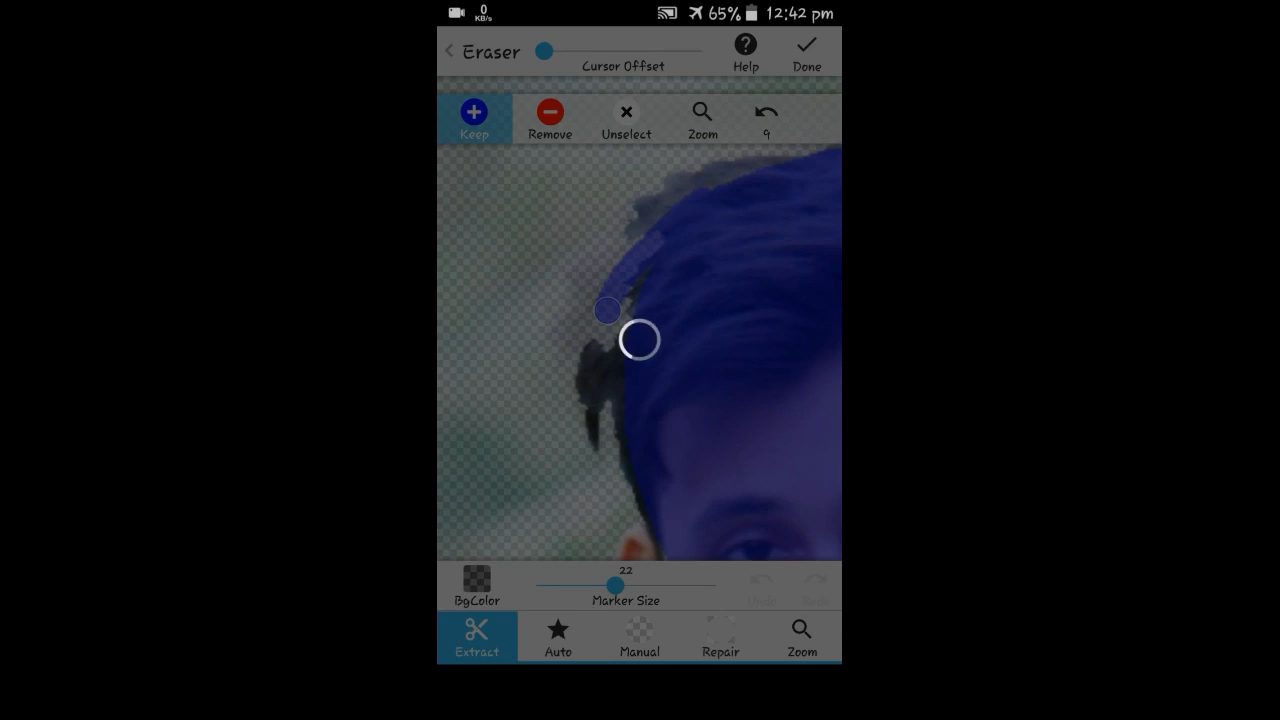 0
KB/s
65% 12:42 pm
Eraser
Cursor Offset
Help
Done
Keep
Remove
Unselect
Zoom
9
22
BgColor
Marker Size
Undo
Redo
Extract
Auto
Manual
Repair
Zoom